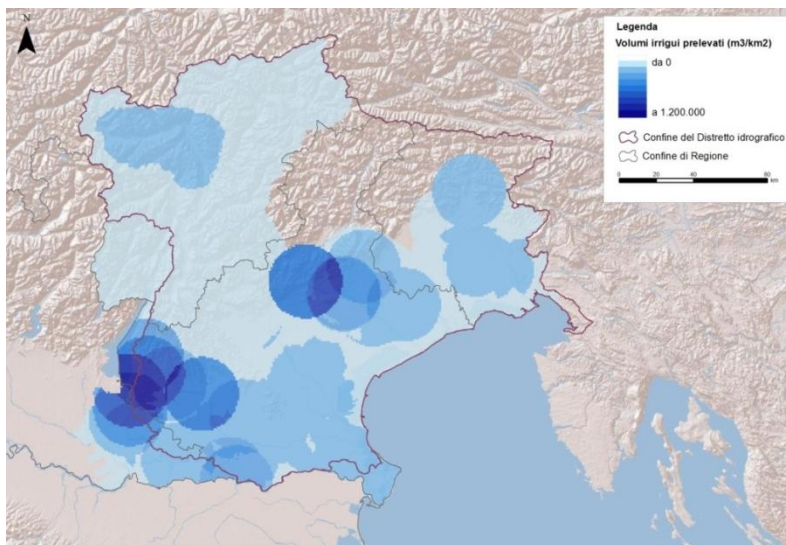 N
Legenda
Volumi irrigui prelevati (m3/km2)
da 0
a 1.200.000
Confine del Distretto idrografico
Confine di Regione
0 20 40 80
km